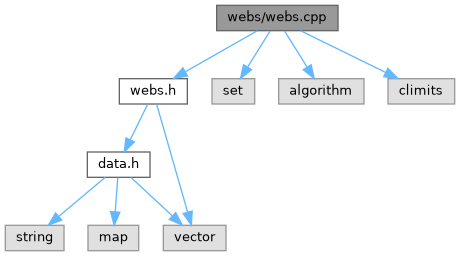 webs/webs.cpp
webs.h
set
algorithm
climits
data.h
string
map
vector